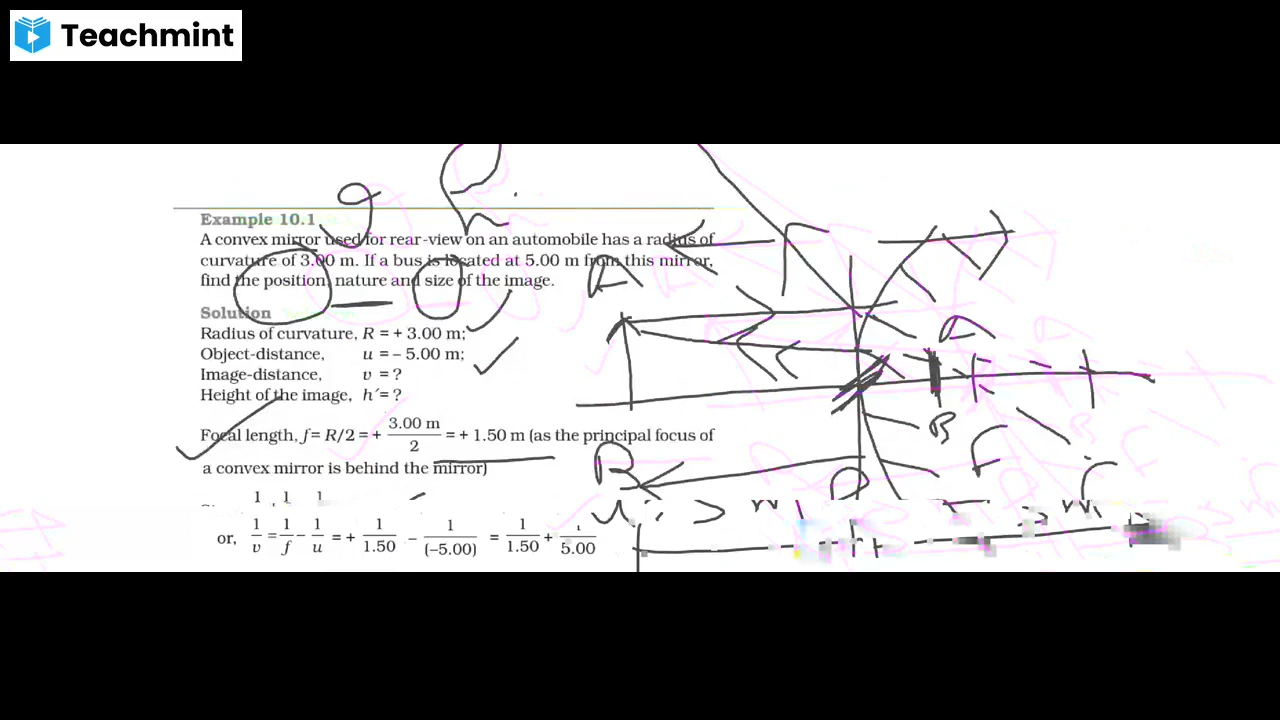 Teachmint
Example 10.1
A convex mirror used for rear-view on an automobile has a radius of
curvature of 3.00 m. If a bus is located at 5.00 m from this mirror,
find the position, nature and size of the image.
Solution
Radius of curvature, R = + 3.00 m;
Object-distance, u = – 5.00 m;
Image-distance, v = ?
Height of the image, h′ = ?
Focal length, f = R/2 = + 3.00 m / 2 = + 1.50 m (as the principal focus of
a convex mirror is behind the mirror)
or, 1/v = 1/f – 1/u = + 1/1.50 – 1/(–5.00) = 1/1.50 + 1/5.00
A
A
B
B
F
C
P